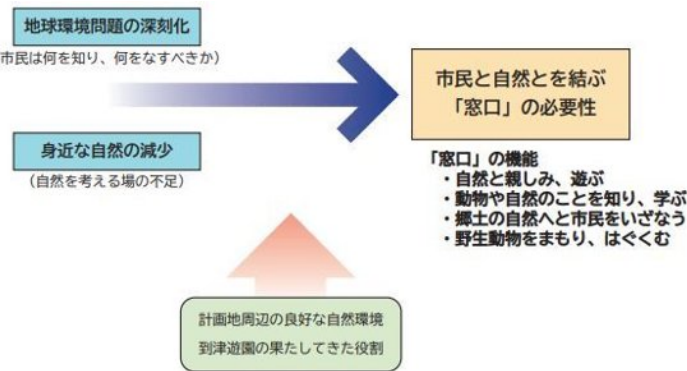 地球環境問題の深刻化
市民は何を知り、何をなすべきか)
身近な自然の減少
(自然を考える場の不足)
市民と自然とを結ぶ
「窓口」の必要性
「窓口」の機能
・自然と親しみ、遊ぶ
・動物や自然のことを知り、学ぶ
・郷土の自然へと市民をいざなう
・野生動物をまもり、はぐくむ
計画地周辺の良好な自然環境
到津遊園の果たしてきた役割